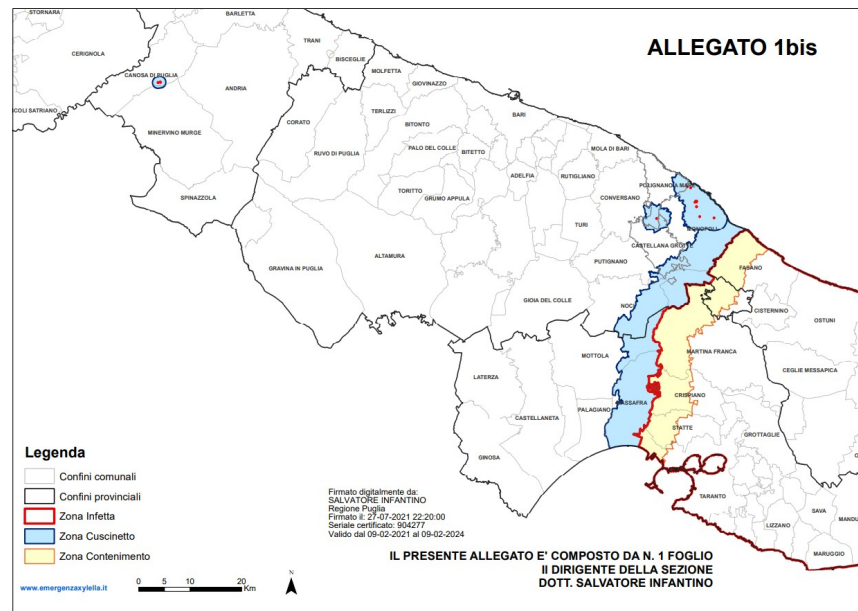 STORNARA
BARLETTA
CERIGNOLA
TRANI
BISCEGLIE
CANOSA DI PUGLIA
MOLFETTA
ANDRIA
GIOVINAZZO
ICOLI SATRIANO
TERLIZZI
BARI
CORATO
BITONTO
MINERVINO MURGE
PALO DEL COLLE
MOLA DI BARI
RUVO DI PUGLIA
BITETTO
ADELFIA
RUTIGLIANO
POLIGNANO A MARE
SPINAZZOLA
TORITTO
GRUMO APPULA
CONVERSANO
TURI
MONOPOLI
CASTELLANA GROTTE
ALTAMURA
PUTIGNANO
GRAVINA IN PUGLIA
FASANO
GIOIA DEL COLLE
NOCI
CISTERNINO
OSTUNI
MOTTOLA
MARTINA FRANCA
LATERZA
CEGLIE MESSAPICA
MASSAFRA
CRISPIANO
PALAGIANO
CASTELLANETA
STATTE
GROTTAGLIE
GINOSA
TARANTO
SAVA
MANDU
LIZZANO
MARUGGIO
ALLEGATO 1bis
Legenda
Confini comunali
Confini provinciali
Zona Infetta
Zona Cuscinetto
Zona Contenimento
www.emergenzaxylella.it
0 5 10 20
Km
N
Firmato digitalmente da:
SALVATORE INFANTINO
Regione Puglia
Firmato il: 27-07-2021 22:20:00
Seriale certificato: 904277
Valido dal 09-02-2021 al 09-02-2024
IL PRESENTE ALLEGATO E' COMPOSTO DA N. 1 FOGLIO
Il DIRIGENTE DELLA SEZIONE
DOTT. SALVATORE INFANTINO